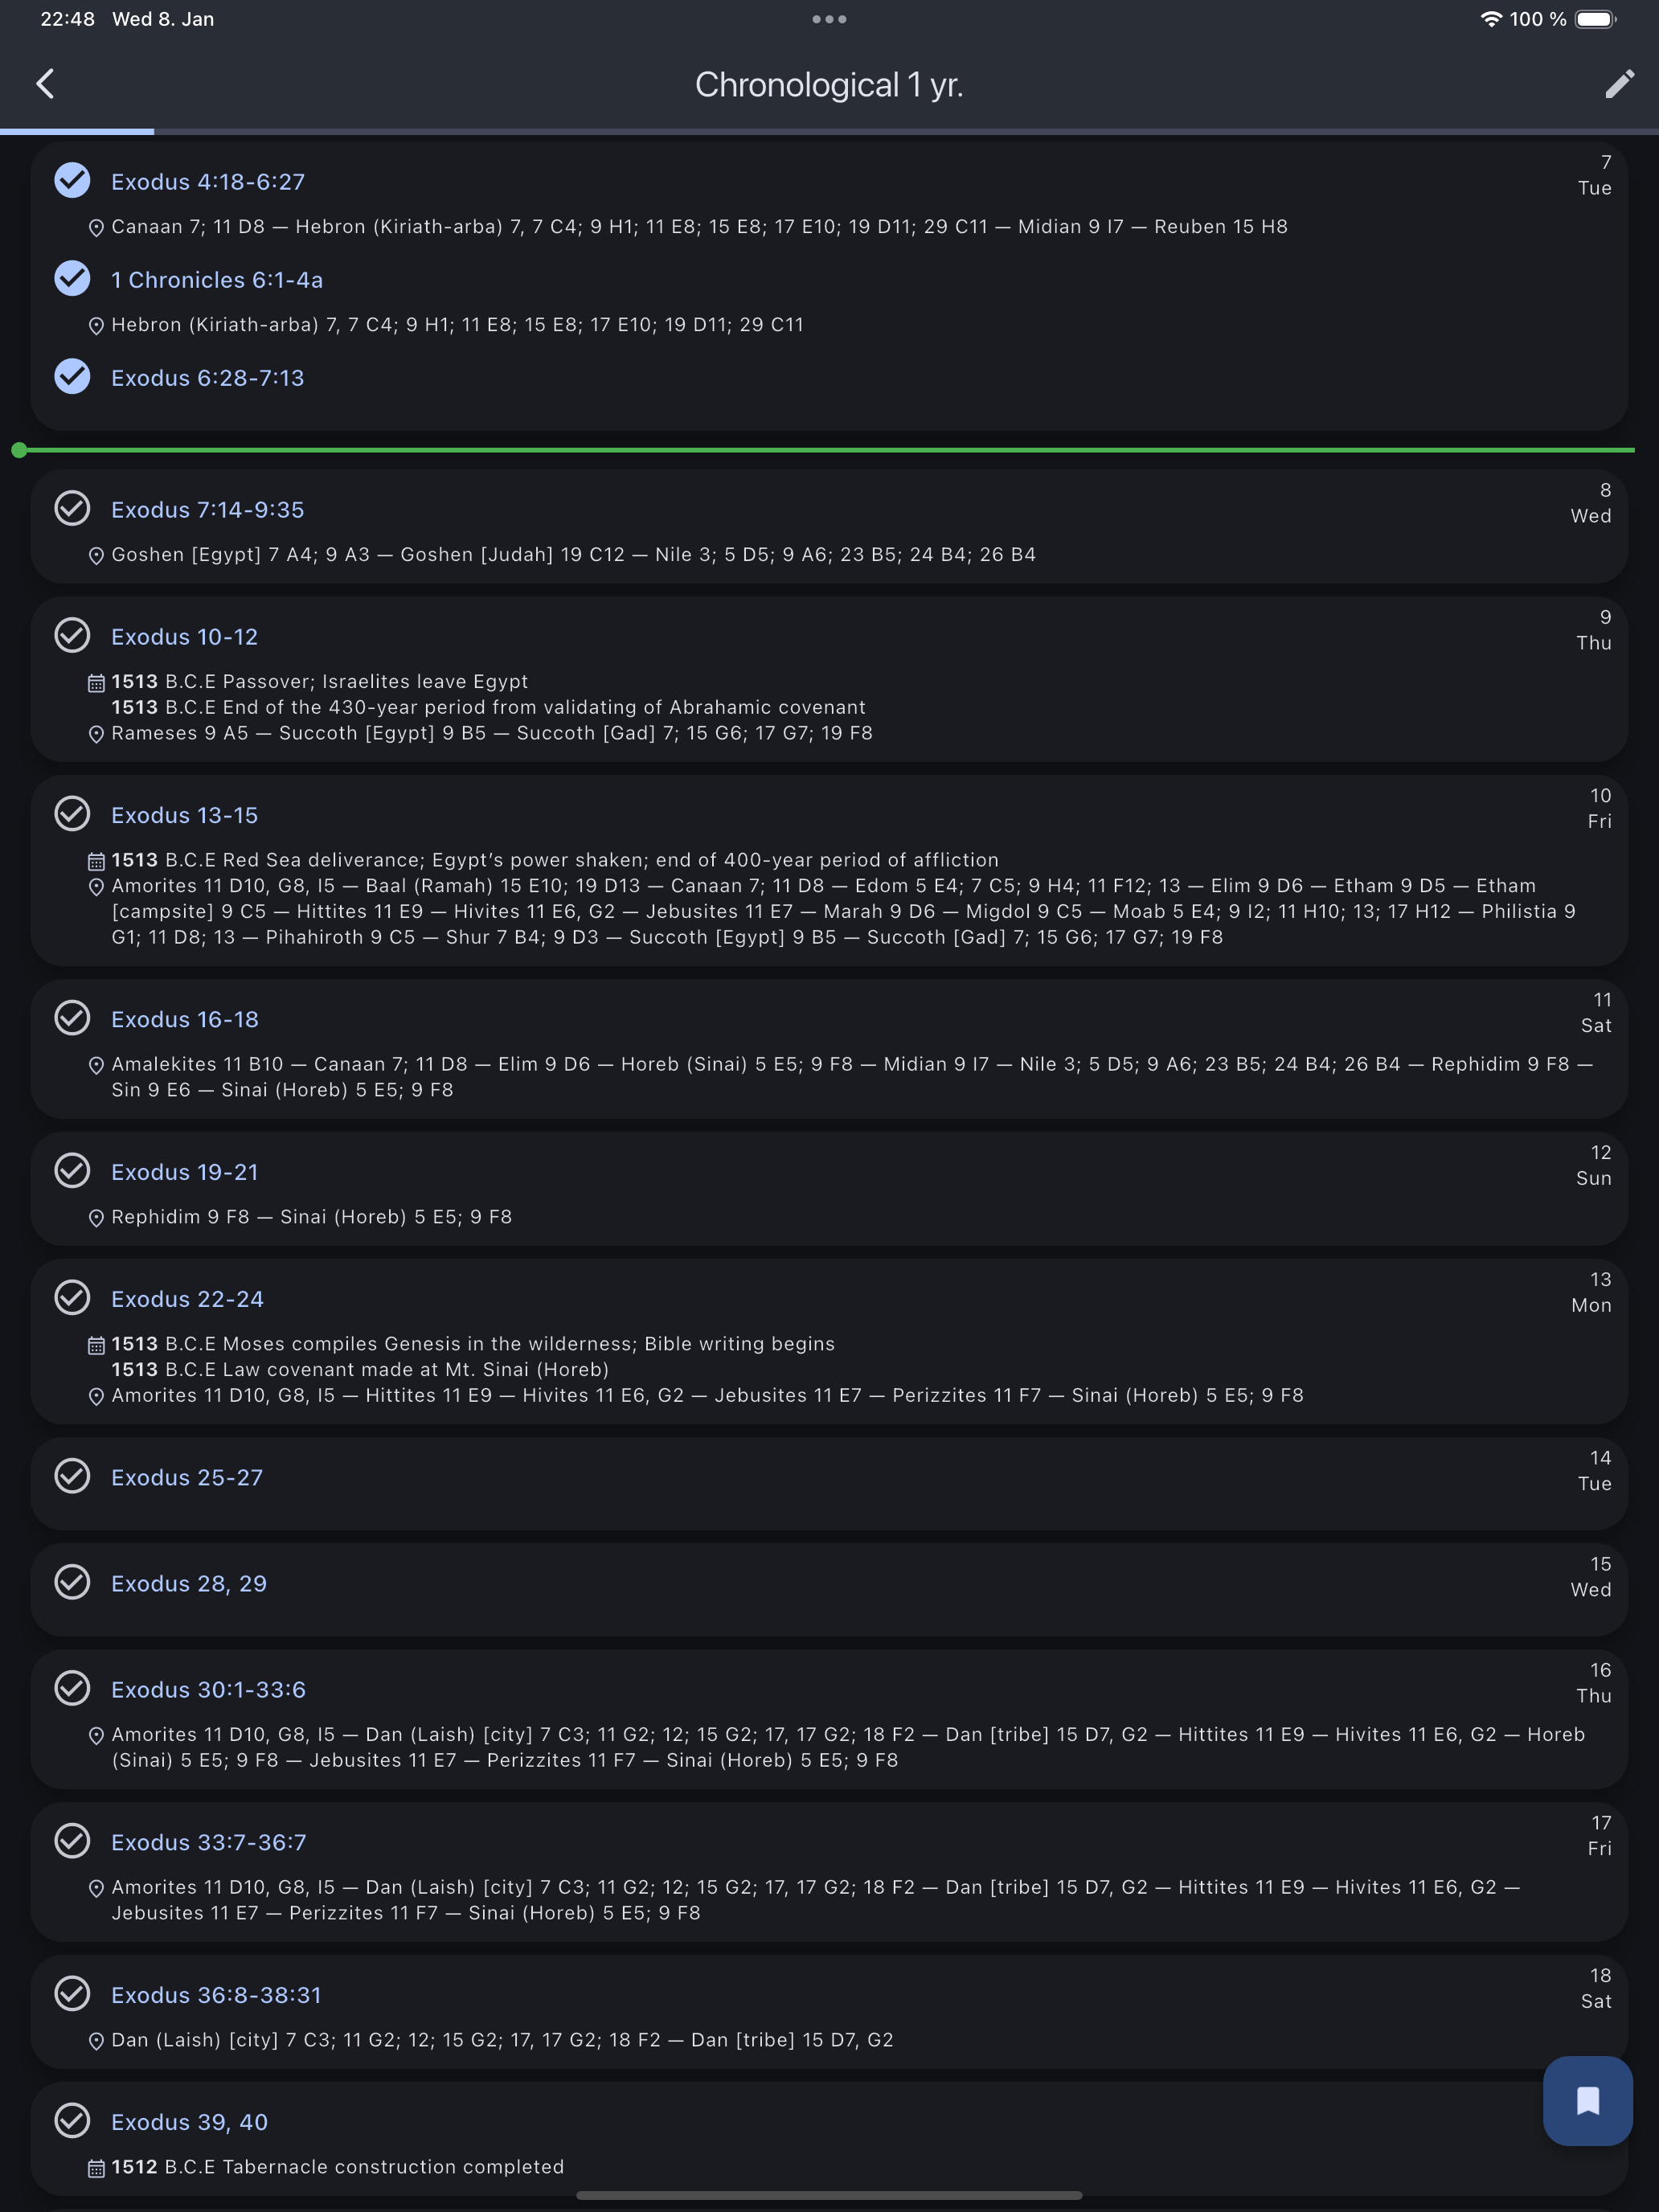 22:48 Wed 8. Jan
100 %
Chronological 1 yr.
7
Tue
Exodus 4:18-6:27
Canaan 7; 11 D8 — Hebron (Kiriath-arba) 7, 7 C4; 9 H1; 11 E8; 15 E8; 17 E10; 19 D11; 29 C11 — Midian 9 I7 — Reuben 15 H8
1 Chronicles 6:1-4a
Hebron (Kiriath-arba) 7, 7 C4; 9 H1; 11 E8; 15 E8; 17 E10; 19 D11; 29 C11
Exodus 6:28-7:13
8
Wed
Exodus 7:14-9:35
Goshen [Egypt] 7 A4; 9 A3 — Goshen [Judah] 19 C12 — Nile 3; 5 D5; 9 A6; 23 B5; 24 B4; 26 B4
9
Thu
Exodus 10-12
1513 B.C.E Passover; Israelites leave Egypt
1513 B.C.E End of the 430-year period from validating of Abrahamic covenant
Rameses 9 A5 — Succoth [Egypt] 9 B5 — Succoth [Gad] 7; 15 G6; 17 G7; 19 F8
10
Fri
Exodus 13-15
1513 B.C.E Red Sea deliverance; Egypt’s power shaken; end of 400-year period of affliction
Amorites 11 D10, G8, I5 — Baal (Ramah) 15 E10; 19 D13 — Canaan 7; 11 D8 — Edom 5 E4; 7 C5; 9 H4; 11 F12; 13 — Elim 9 D6 — Etham 9 D5 — Etham
[campsite] 9 C5 — Hittites 11 E9 — Hivites 11 E6, G2 — Jebusites 11 E7 — Marah 9 D6 — Migdol 9 C5 — Moab 5 E4; 9 I2; 11 H10; 13; 17 H12 — Philistia 9
G1; 11 D8; 13 — Pihahiroth 9 C5 — Shur 7 B4; 9 D3 — Succoth [Egypt] 9 B5 — Succoth [Gad] 7; 15 G6; 17 G7; 19 F8
11
Sat
Exodus 16-18
Amalekites 11 B10 — Canaan 7; 11 D8 — Elim 9 D6 — Horeb (Sinai) 5 E5; 9 F8 — Midian 9 I7 — Nile 3; 5 D5; 9 A6; 23 B5; 24 B4; 26 B4 — Rephidim 9 F8 —
Sin 9 E6 — Sinai (Horeb) 5 E5; 9 F8
12
Sun
Exodus 19-21
Rephidim 9 F8 — Sinai (Horeb) 5 E5; 9 F8
13
Mon
Exodus 22-24
1513 B.C.E Moses compiles Genesis in the wilderness; Bible writing begins
1513 B.C.E Law covenant made at Mt. Sinai (Horeb)
Amorites 11 D10, G8, I5 — Hittites 11 E9 — Hivites 11 E6, G2 — Jebusites 11 E7 — Perizzites 11 F7 — Sinai (Horeb) 5 E5; 9 F8
14
Tue
Exodus 25-27
15
Wed
Exodus 28, 29
16
Thu
Exodus 30:1-33:6
Amorites 11 D10, G8, I5 — Dan (Laish) [city] 7 C3; 11 G2; 12; 15 G2; 17, 17 G2; 18 F2 — Dan [tribe] 15 D7, G2 — Hittites 11 E9 — Hivites 11 E6, G2 — Horeb
(Sinai) 5 E5; 9 F8 — Jebusites 11 E7 — Perizzites 11 F7 — Sinai (Horeb) 5 E5; 9 F8
17
Fri
Exodus 33:7-36:7
Amorites 11 D10, G8, I5 — Dan (Laish) [city] 7 C3; 11 G2; 12; 15 G2; 17, 17 G2; 18 F2 — Dan [tribe] 15 D7, G2 — Hittites 11 E9 — Hivites 11 E6, G2 —
Jebusites 11 E7 — Perizzites 11 F7 — Sinai (Horeb) 5 E5; 9 F8
18
Sat
Exodus 36:8-38:31
Dan (Laish) [city] 7 C3; 11 G2; 12; 15 G2; 17, 17 G2; 18 F2 — Dan [tribe] 15 D7, G2
Exodus 39, 40
1512 B.C.E Tabernacle construction completed